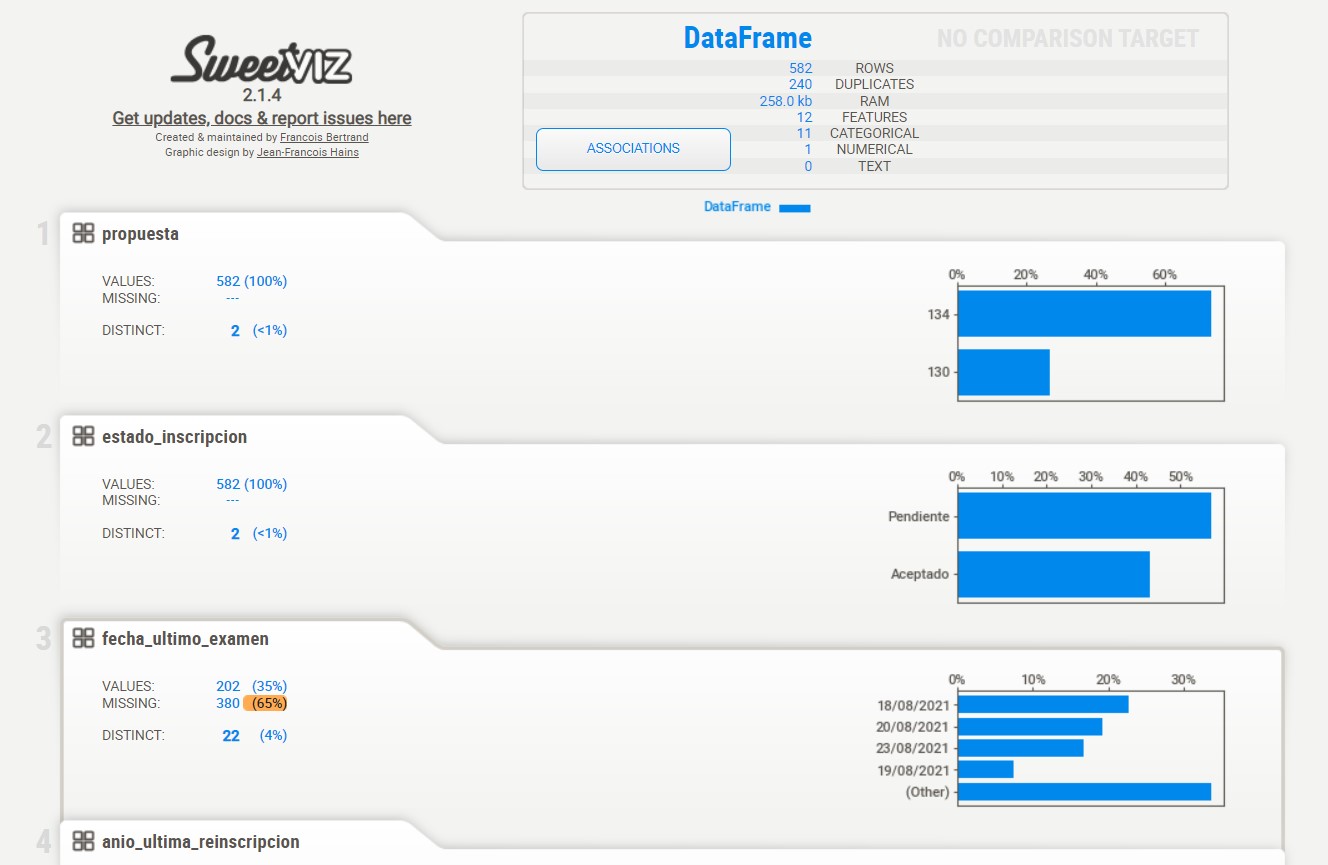 SweetVIZ
2.1.4
Get updates, docs & report issues here
Created & maintained by Francois Bertrand
Graphic design by Jean-Francois Hains
DataFrame NO COMPARISON TARGET
582 ROWS
240 DUPLICATES
258.0 kb RAM
12 FEATURES
11 CATEGORICAL
1 NUMERICAL
0 TEXT
ASSOCIATIONS
DataFrame
1 propuesta
VALUES: 582 (100%)
MISSING: ---
DISTINCT: 2 (<1%)
0% 20% 40% 60%
134
130
2 estado_inscripcion
VALUES: 582 (100%)
MISSING: ---
DISTINCT: 2 (<1%)
0% 10% 20% 30% 40% 50%
Pendiente
Aceptado
3 fecha_ultimo_examen
VALUES: 202 (35%)
MISSING: 380 (65%)
DISTINCT: 22 (4%)
0% 10% 20% 30%
18/08/2021
20/08/2021
23/08/2021
19/08/2021
(Other)
4 anio_ultima_reinscripcion